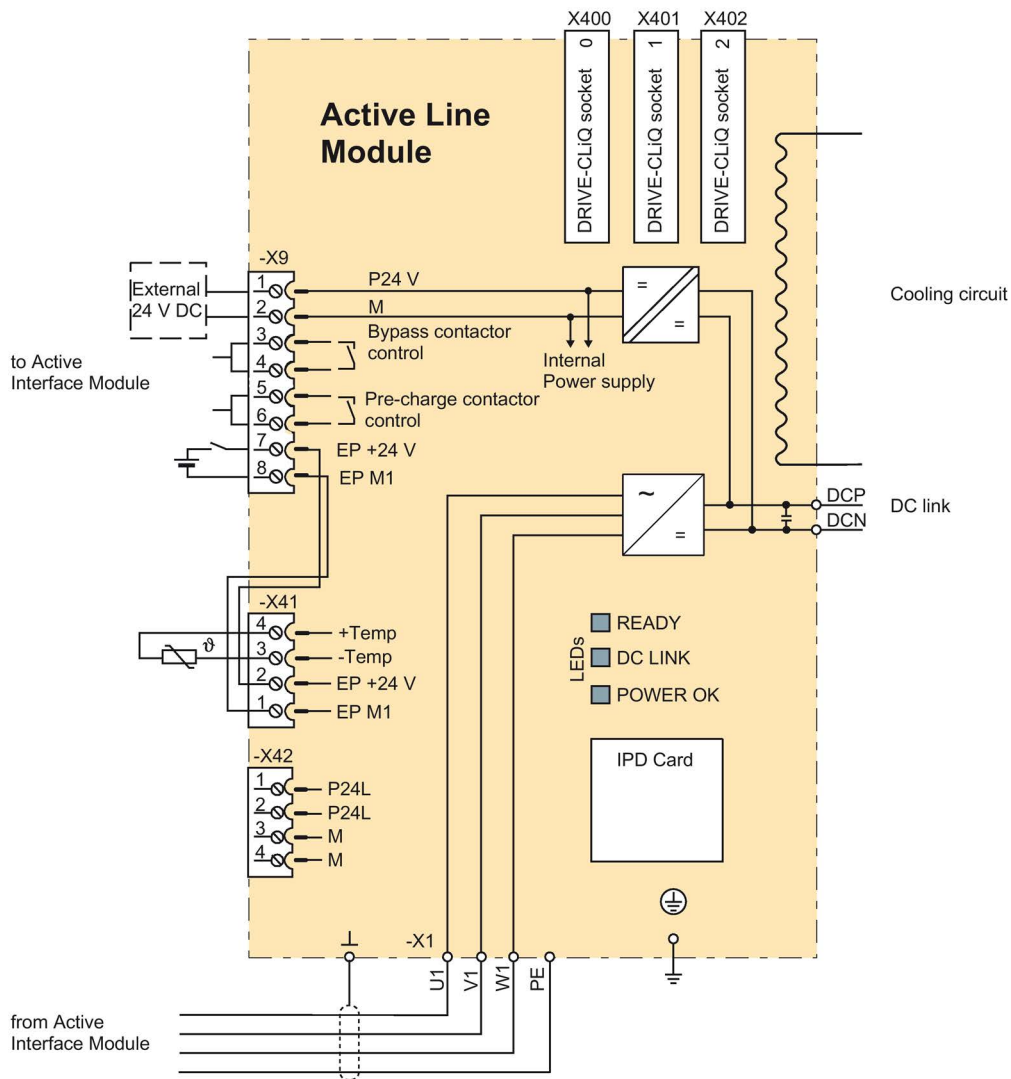 X400 X401 X402
DRIVE-CLiQ socket 0
DRIVE-CLiQ socket 1
DRIVE-CLiQ socket 2
Active Line
Module
-X9
External
24 V DC
1
2
3
4
5
6
7
8
P24 V
M
Bypass contactor
control
Pre-charge contactor
control
EP +24 V
EP M1
to Active
Interface Module
Internal
Power supply
=
=
Cooling circuit
~
=
DCP
DCN
DC link
-X41
4
3
2
1
ϑ
+Temp
-Temp
EP +24 V
EP M1
LEDs
READY
DC LINK
POWER OK
-X42
1
2
3
4
P24L
P24L
M
M
IPD Card
-X1
U1
V1
W1
PE
from Active
Interface Module